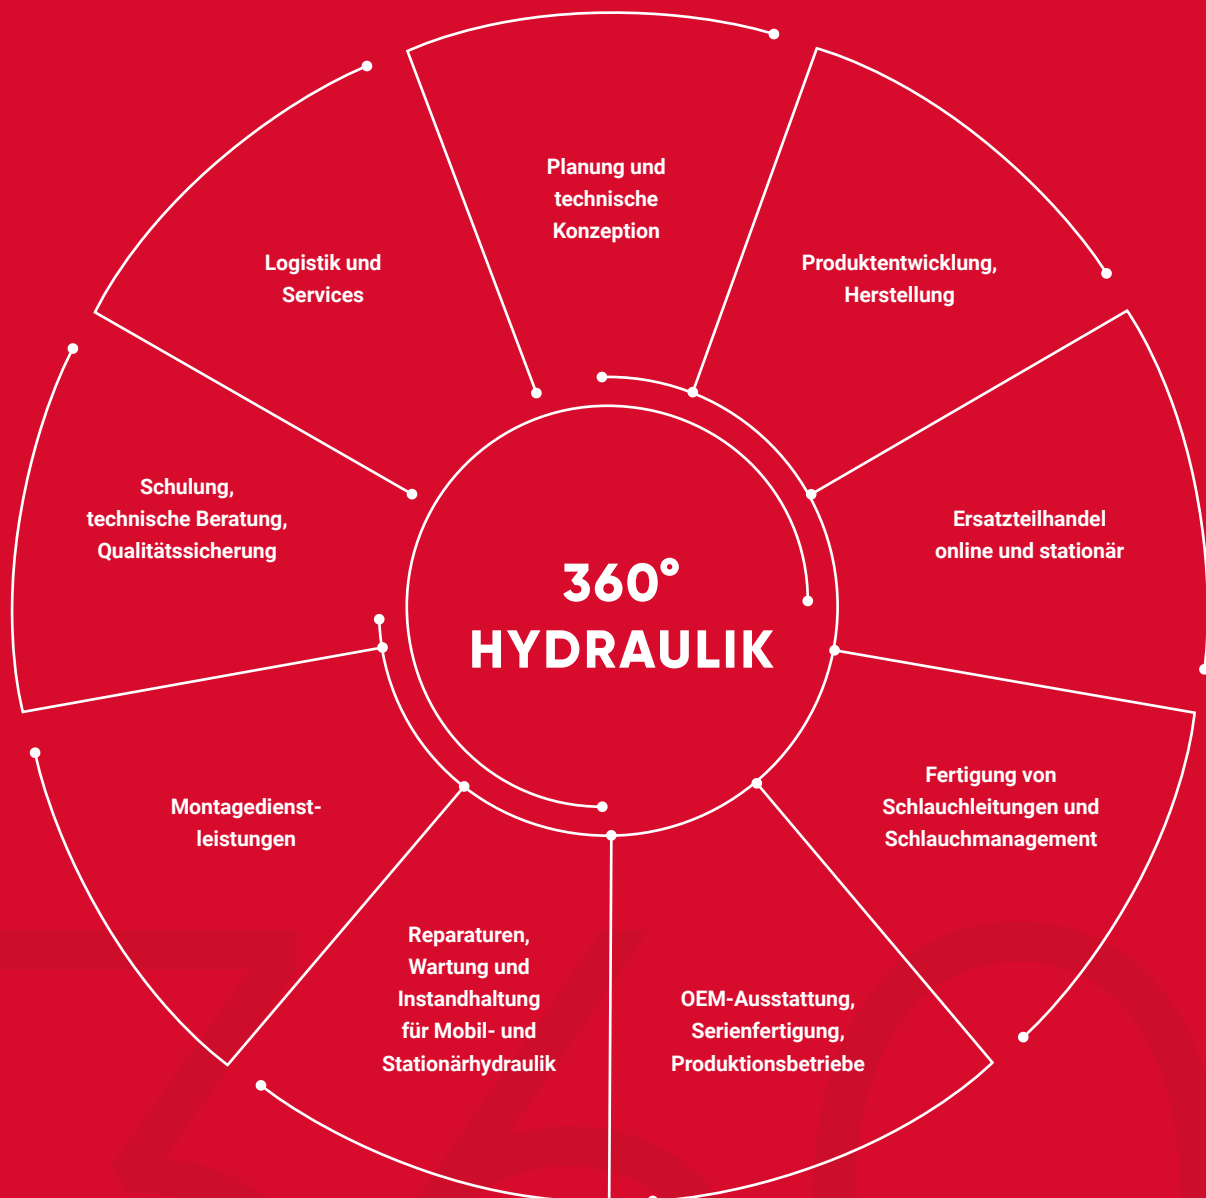 Planung und
technische
Konzeption
Produktentwicklung,
Herstellung
Ersatzteilhandel
online und stationär
Fertigung von
Schlauchleitungen und
Schlauchmanagement
OEM-Ausstattung,
Serienfertigung,
Produktionsbetriebe
Reparaturen,
Wartung und
Instandhaltung
für Mobil- und
Stationärhydraulik
Montagedienst-
leistungen
Schulung,
technische Beratung,
Qualitätssicherung
Logistik und
Services
360°
HYDRAULIK
360